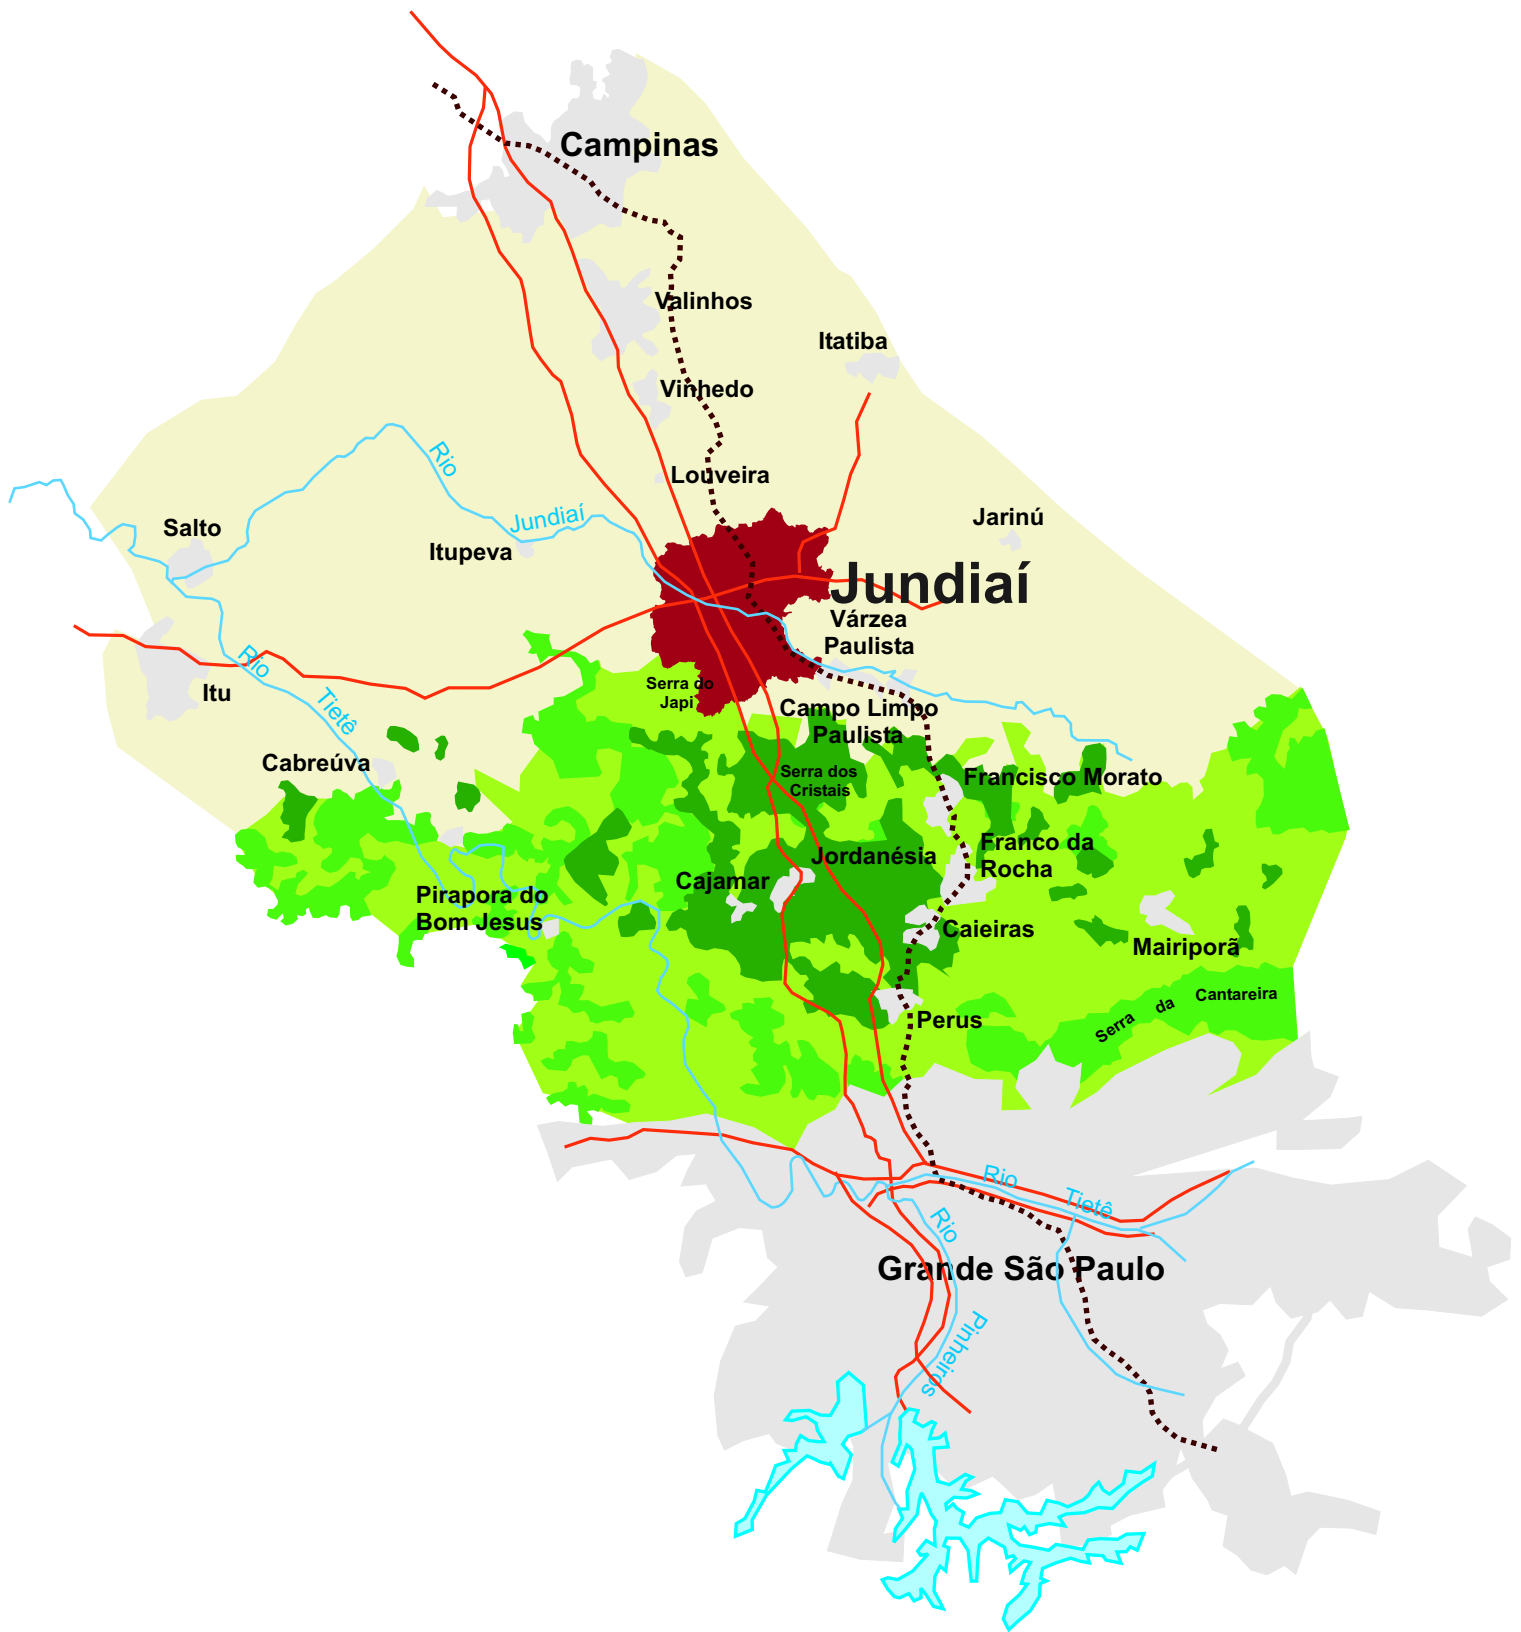 Campinas
Valinhos
Itatiba
Vinhedo
Rio
Louveira
Jundiaí
Salto
Jarinú
Itupeva
Jundiaí
Várzea
Paulista
Rio
Itu
Tietê
Serra do
Japi
Campo Limpo
Paulista
Cabreúva
Serra dos
Cristais
Francisco Morato
Jordanésia
Franco da
Rocha
Cajamar
Pirapora do
Bom Jesus
Caieiras
Mairiporã
Serra da Cantareira
Perus
Rio
Tietê
Rio
Grande São Paulo
Pinheiros